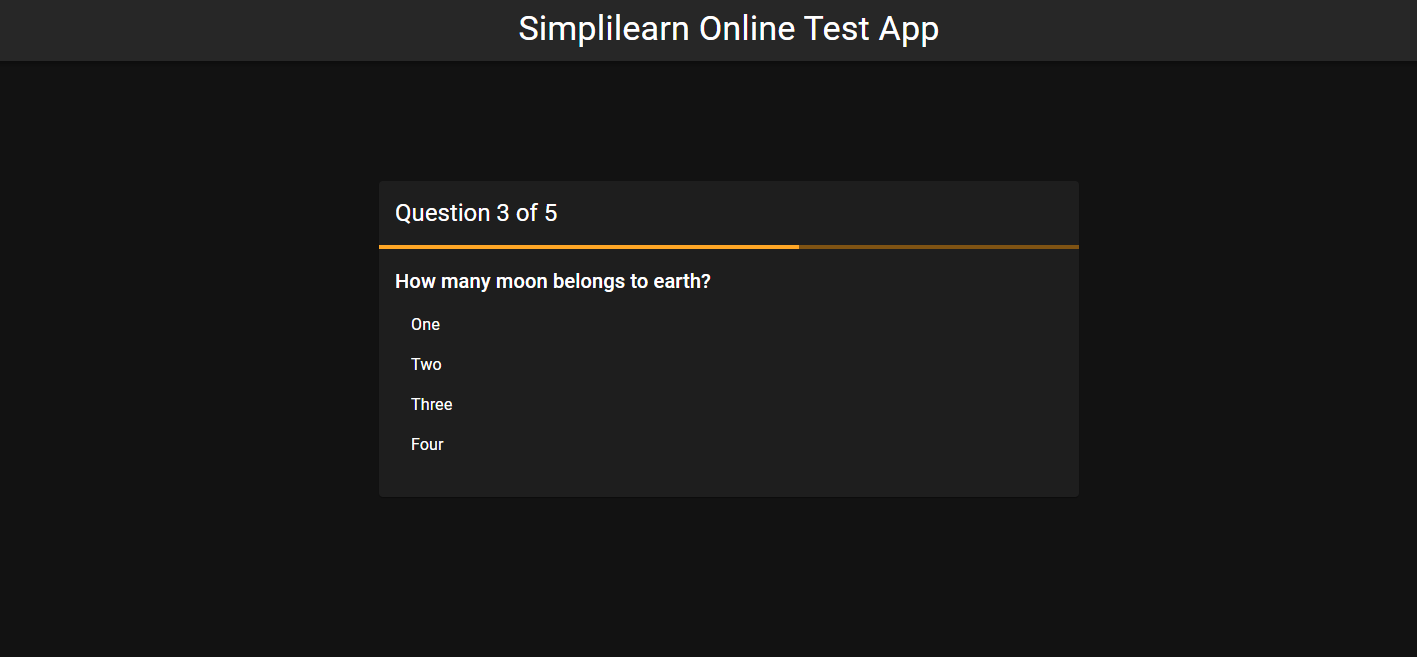 Simplilearn Online Test App
Question 3 of 5
How many moon belongs to earth?
One
Two
Three
Four